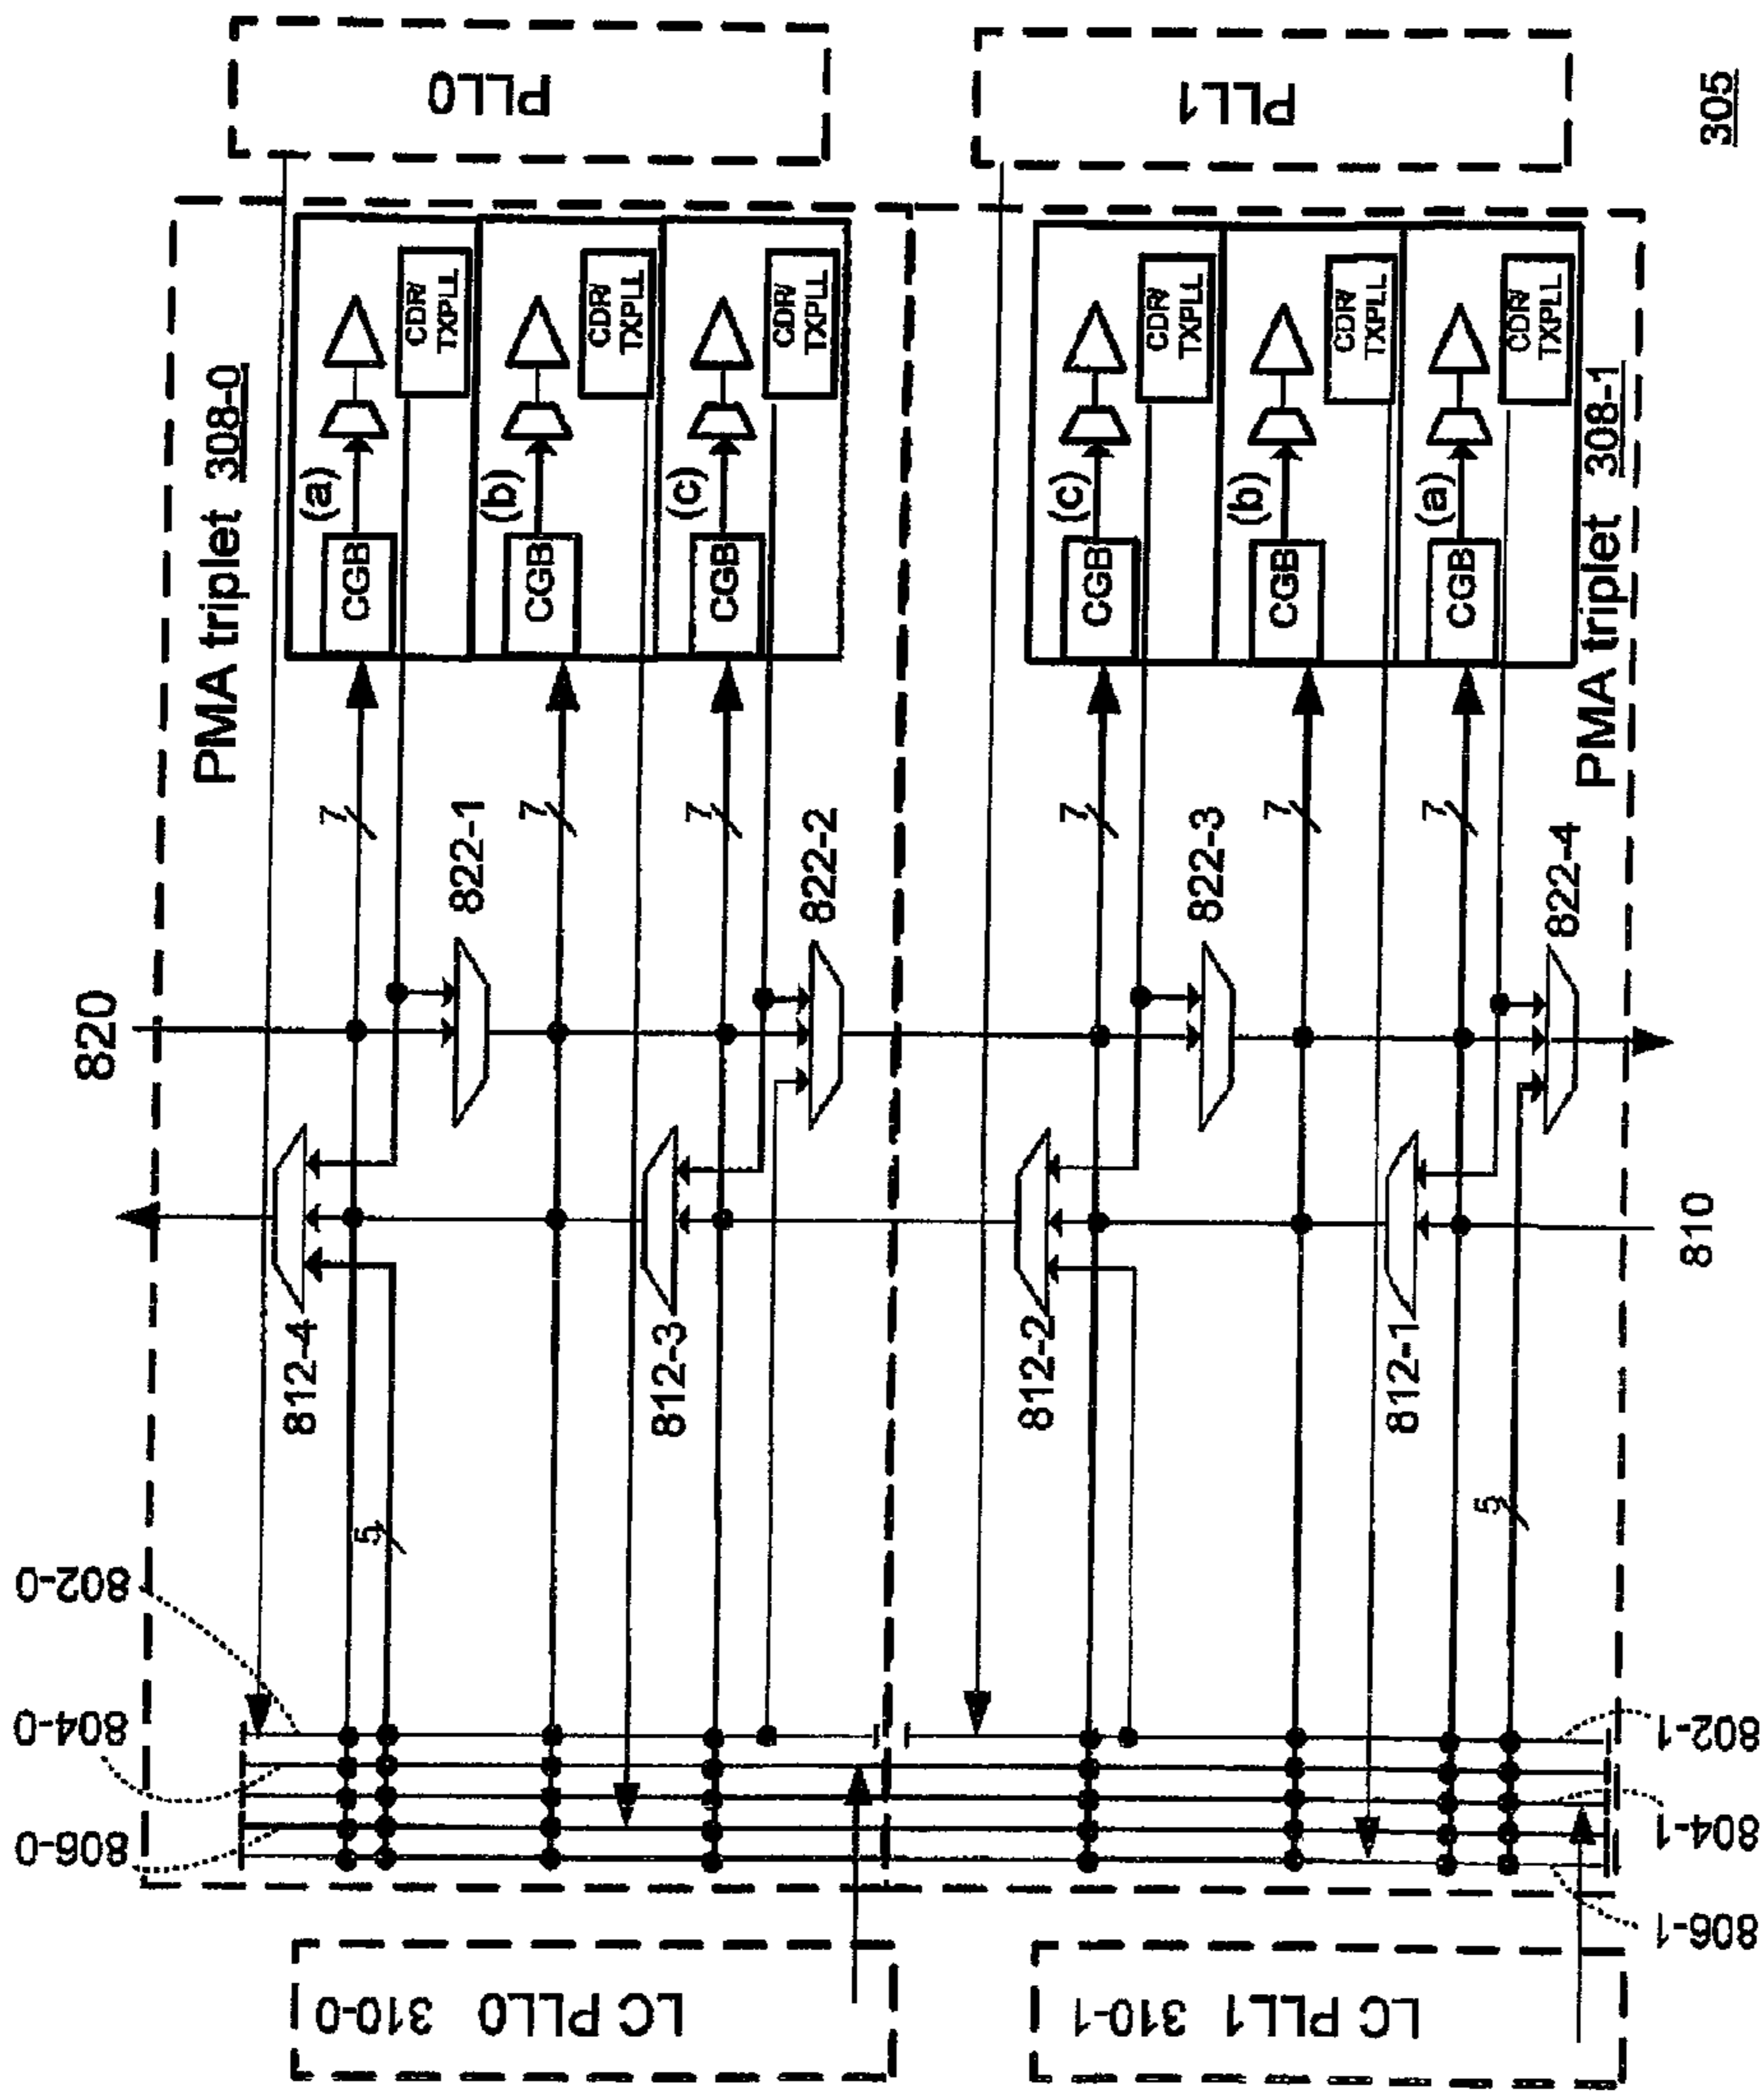 PLL0
PLL1
305
PMA triplet 308-0
CDR/
TXPLL
CDR/
TXPLL
CDR/
TXPLL
(a)
(b)
(c)
CGB
CGB
CGB
CDR/
TXPLL
CDR/
TXPLL
CDR/
TXPLL
(c)
(b)
(a)
CGB
CGB
CGB
PMA triplet 308-1
7
7
7
7
7
7
822-1
822-2
822-3
822-4
820
810
812-4
812-3
812-2
812-1
5
5
802-0
804-0
806-0
802-1
804-1
806-1
LC PLL0 310-0
LC PLL1 310-1